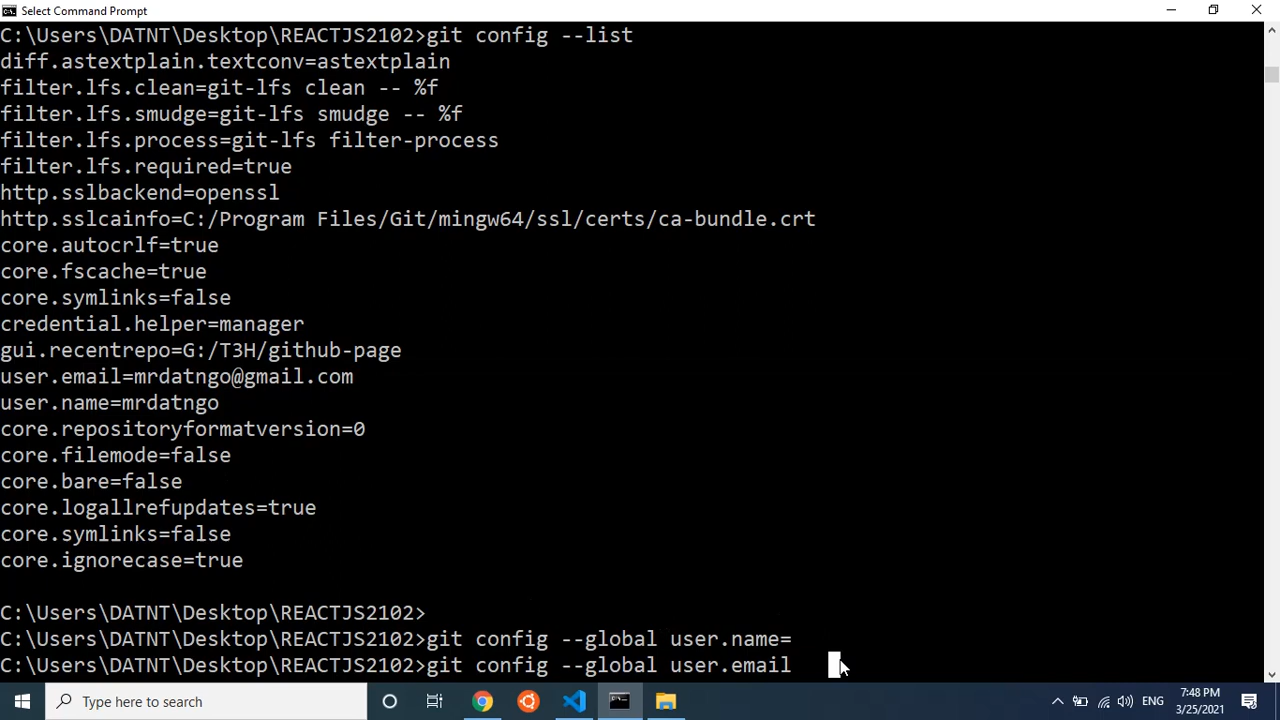 Select Command Prompt
C:\Users\DATNT\Desktop\REACTJS2102>git config --list
diff.astextplain.textconv=astextplain
filter.lfs.clean=git-lfs clean -- %f
filter.lfs.smudge=git-lfs smudge -- %f
filter.lfs.process=git-lfs filter-process
filter.lfs.required=true
http.sslbackend=openssl
http.sslcainfo=C:/Program Files/Git/mingw64/ssl/certs/ca-bundle.crt
core.autocrlf=true
core.fscache=true
core.symlinks=false
credential.helper=manager
gui.recentrepo=G:/T3H/github-page
user.email=mrdatngo@gmail.com
user.name=mrdatngo
core.repositoryformatversion=0
core.filemode=false
core.bare=false
core.logallrefupdates=true
core.symlinks=false
core.ignorecase=true
C:\Users\DATNT\Desktop\REACTJS2102>
C:\Users\DATNT\Desktop\REACTJS2102>git config --global user.name=
C:\Users\DATNT\Desktop\REACTJS2102>git config --global user.email
Type here to search
ENG
7:48 PM
3/25/2021